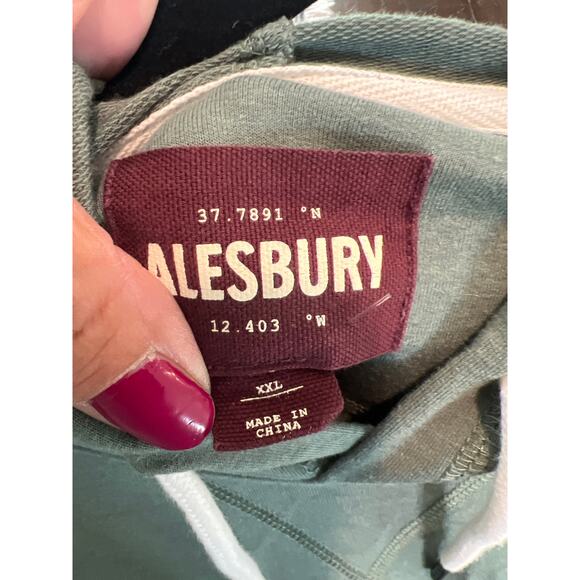 37.7891 °N
ALESBURY
12.403 °W
XXL
MADE IN
CHINA